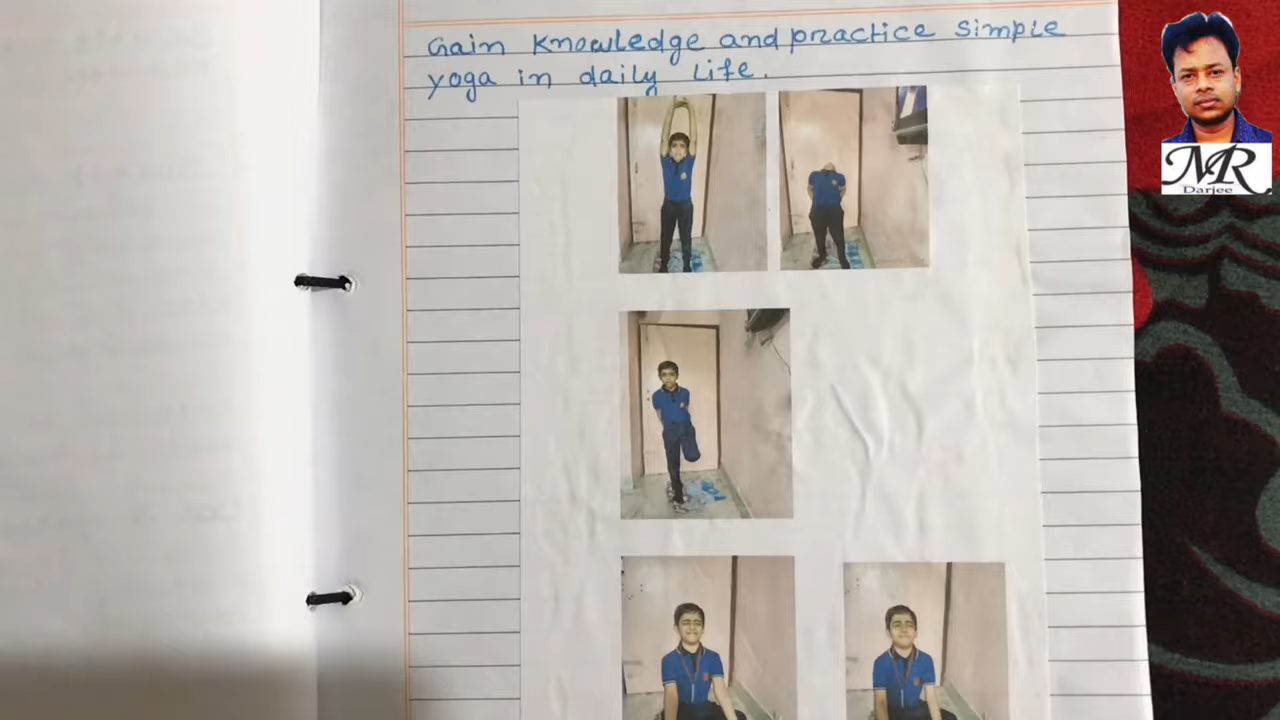 Gain knowledge and practice simple
yoga in daily life.
MR
Darjee